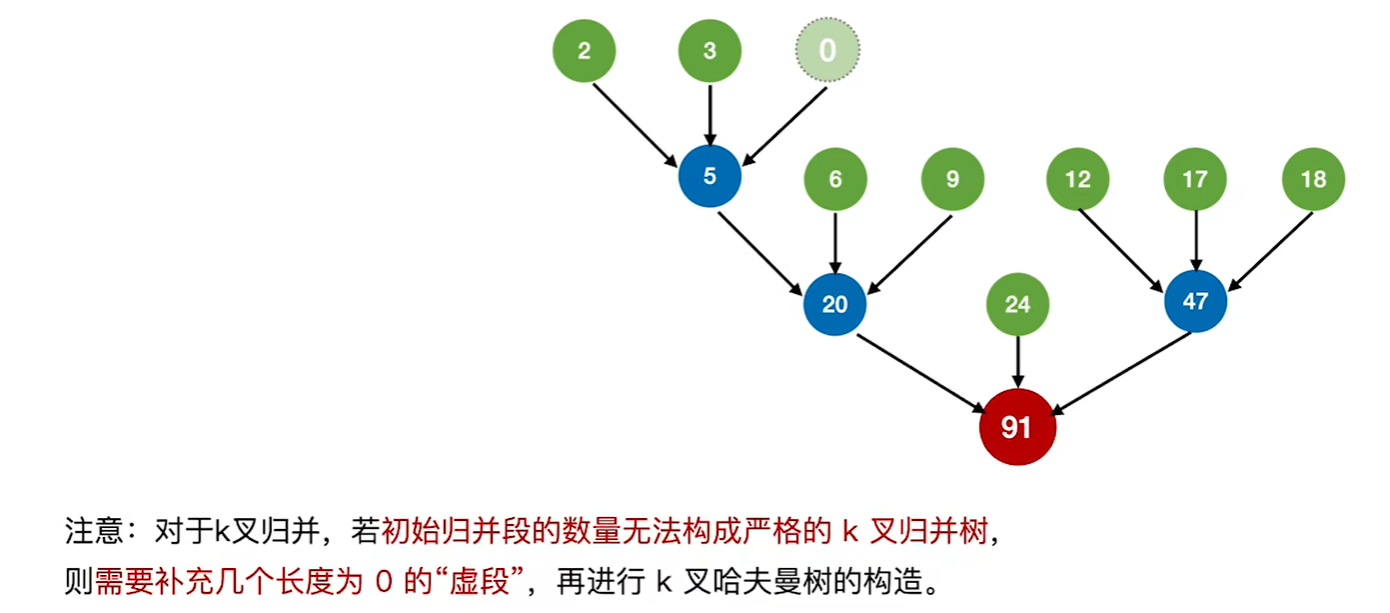 2 3 0
5 6 9 12 17 18
20 24 47
91
注意：对于k叉归并，若初始归并段的数量无法构成严格的 k 叉归并树，
则需要补充几个长度为 0 的“虚段”，再进行 k 叉哈夫曼树的构造。